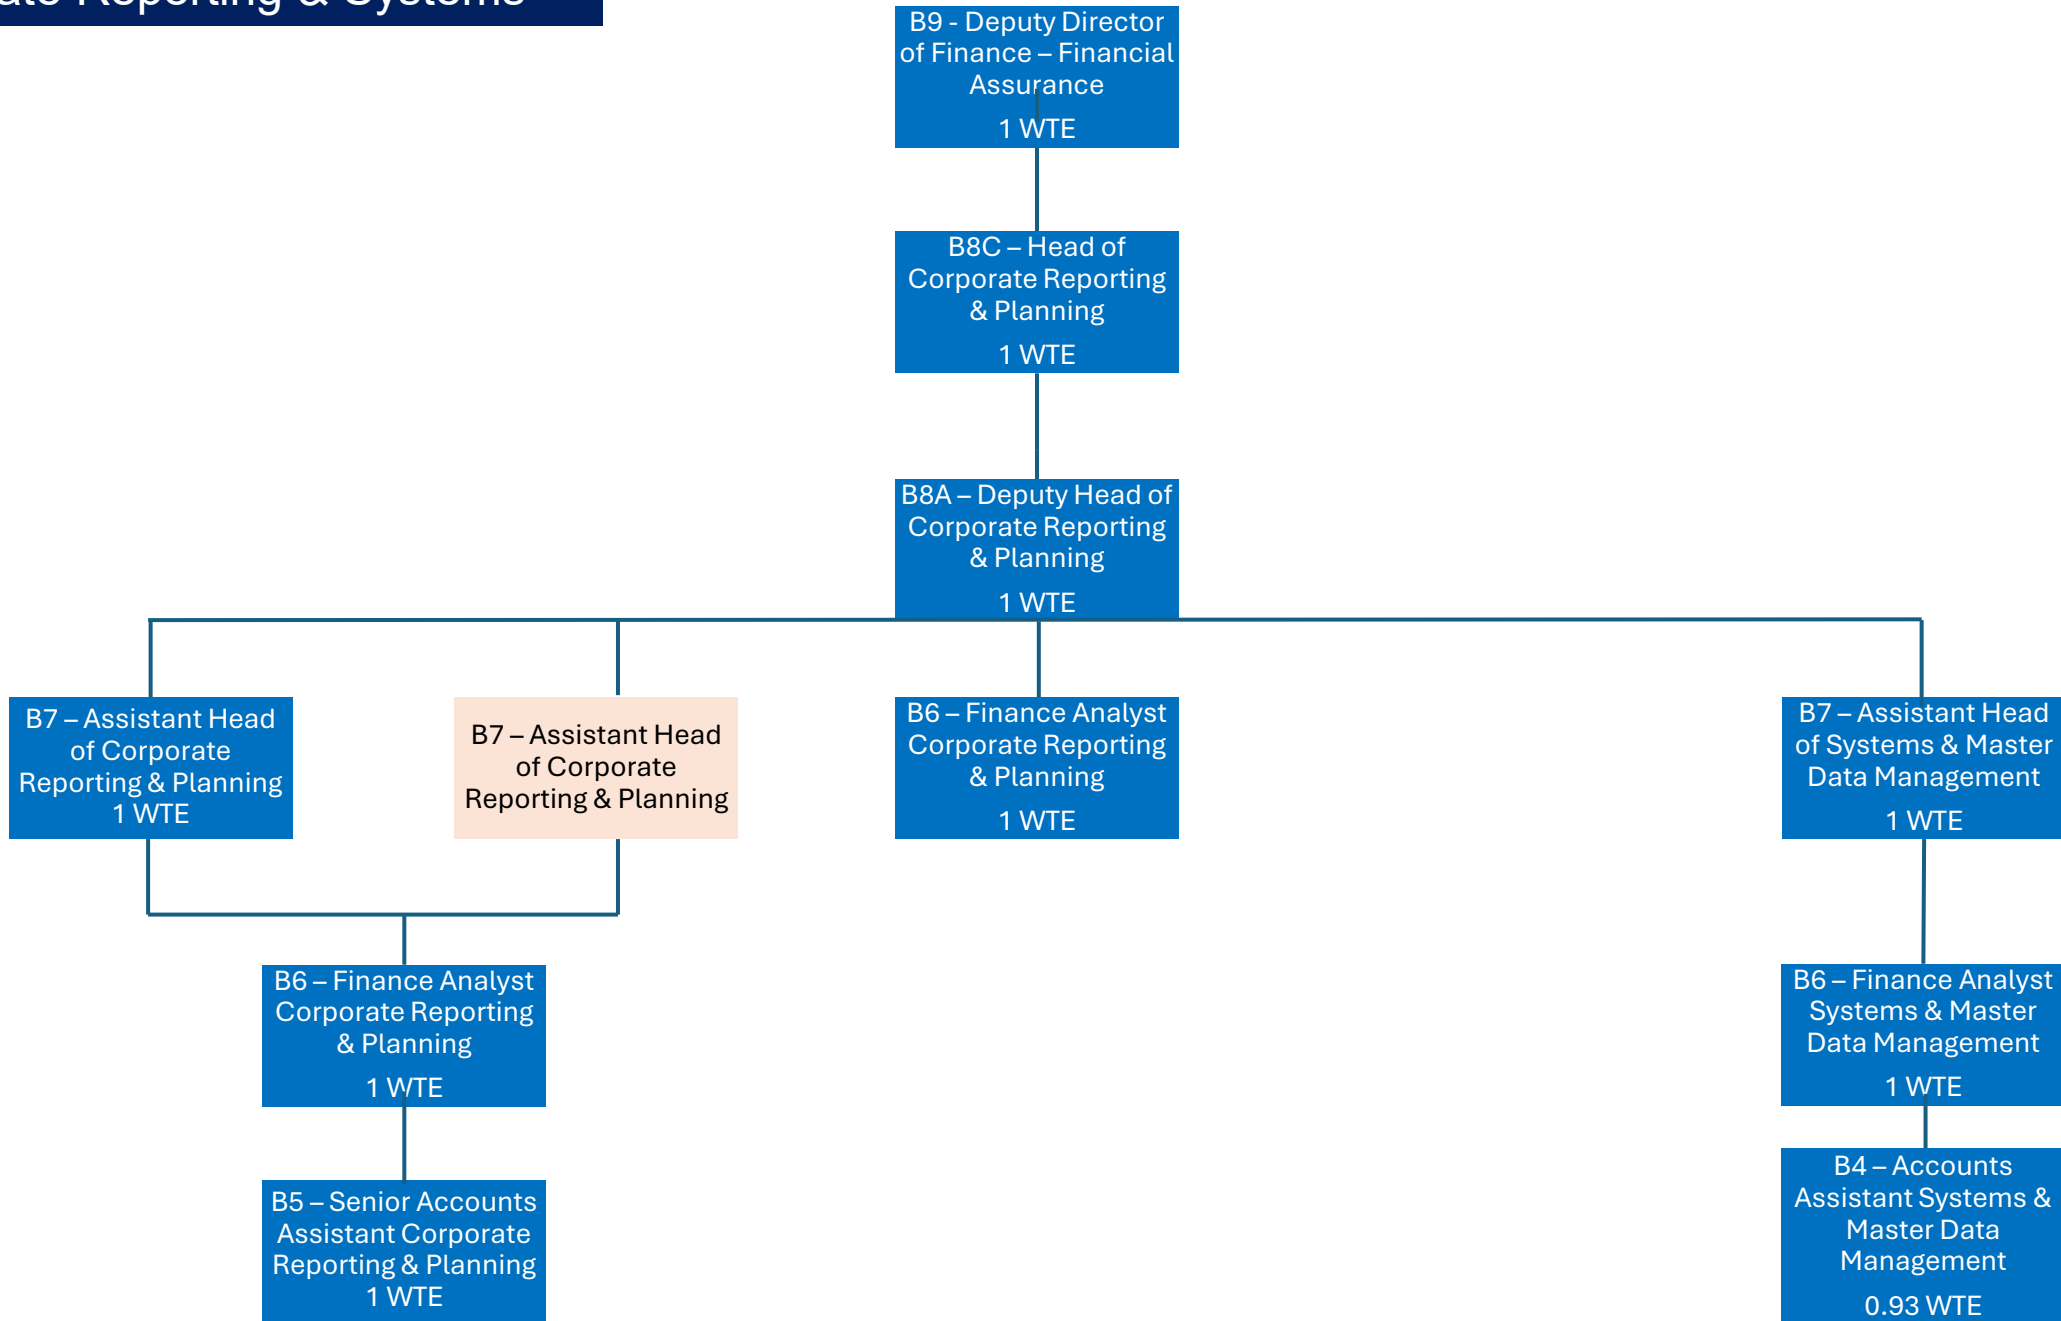 Reporting & Systems
B9 - Deputy Director
of Finance – Financial
Assurance
1 WTE
B8C – Head of
Corporate Reporting
& Planning
1 WTE
B8A – Deputy Head of
Corporate Reporting
& Planning
1 WTE
B7 – Assistant Head
of Corporate
Reporting & Planning
1 WTE
B7 – Assistant Head
of Corporate
Reporting & Planning
B6 – Finance Analyst
Corporate Reporting
& Planning
1 WTE
B7 – Assistant Head
of Systems & Master
Data Management
1 WTE
B6 – Finance Analyst
Corporate Reporting
& Planning
1 WTE
B6 – Finance Analyst
Systems & Master
Data Management
1 WTE
B5 – Senior Accounts
Assistant Corporate
Reporting & Planning
1 WTE
B4 – Accounts
Assistant Systems &
Master Data
Management
0.93 WTE